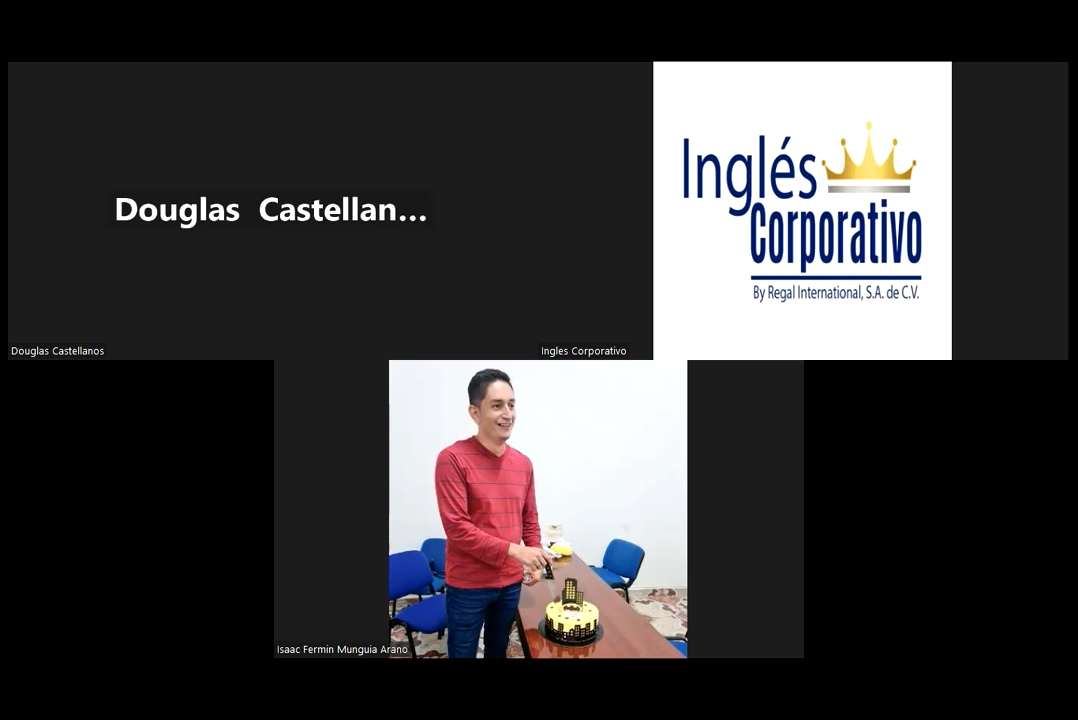 Douglas  Castellan...
Inglés
Corporativo
By Regal International, S.A. de C.V.
Douglas Castellanos
Ingles Corporativo
Isaac Fermin Munguia Arano